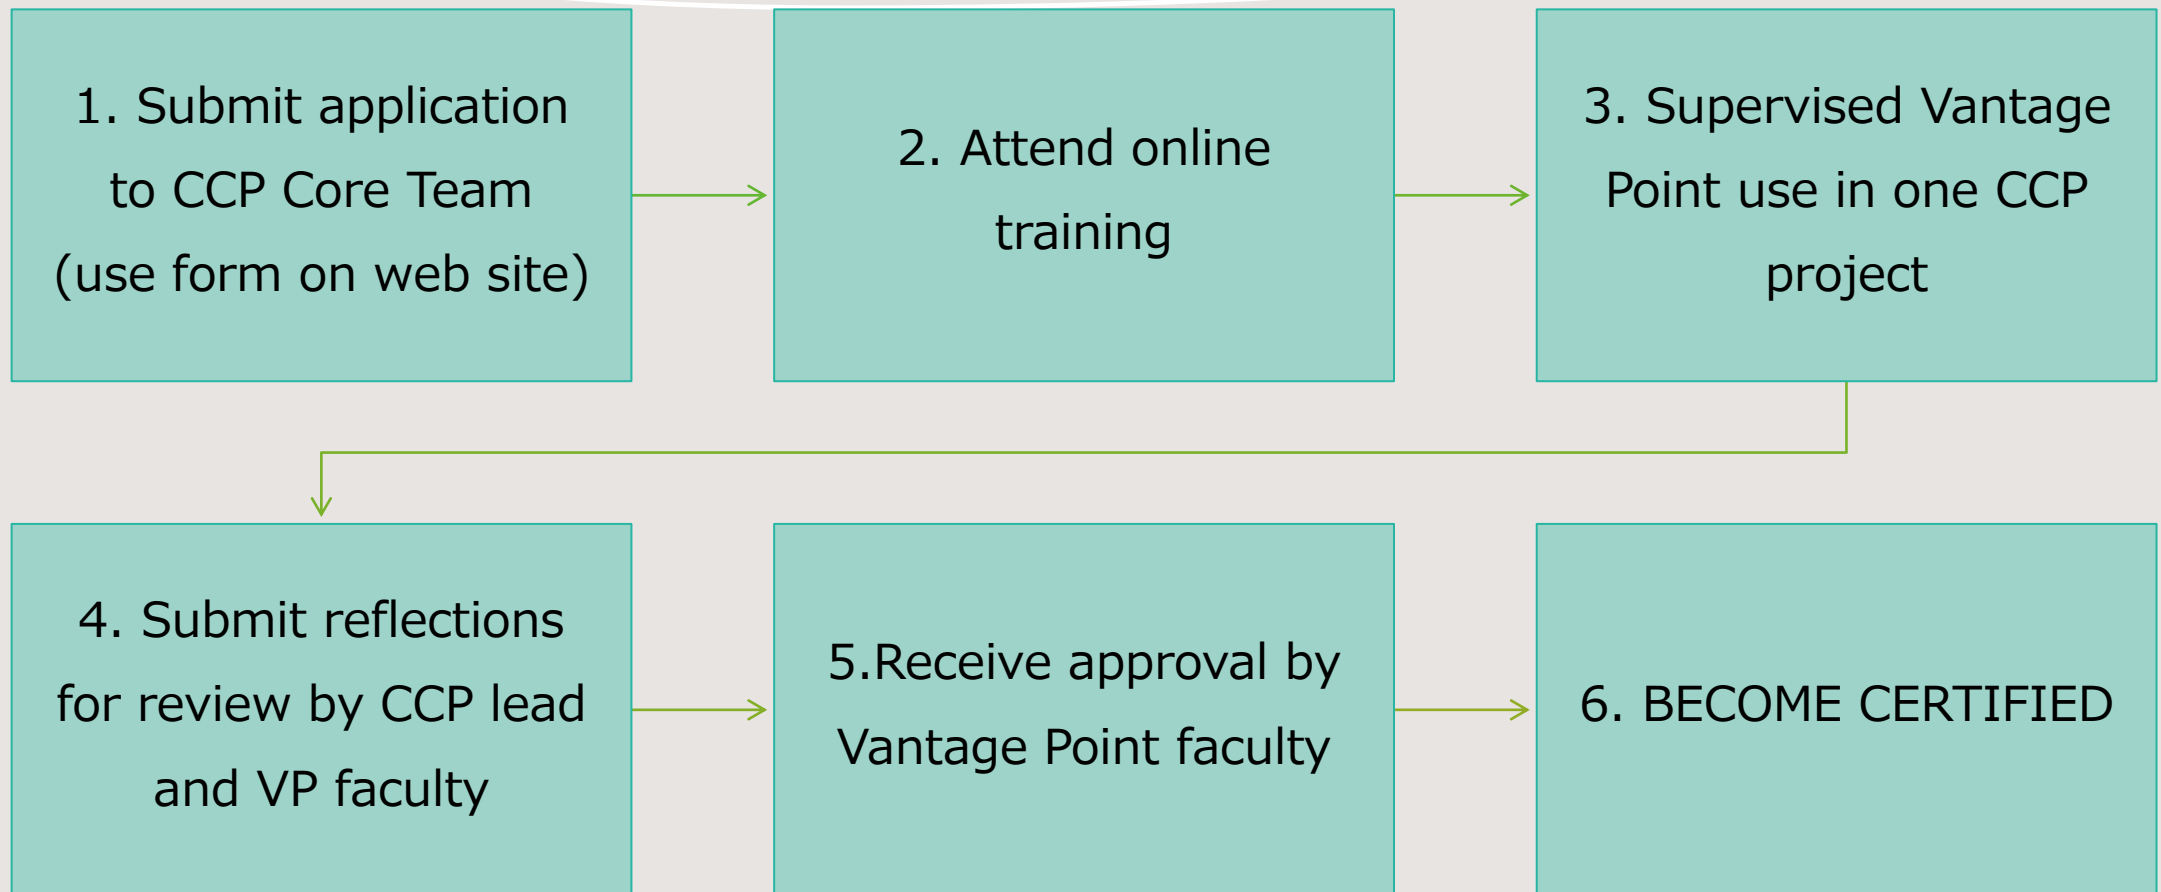 1. Submit application
to CCP Core Team
(use form on web site)
2. Attend online
training
3. Supervised Vantage
Point use in one CCP
project
4. Submit reflections
for review by CCP lead
and VP faculty
5.Receive approval by
Vantage Point faculty
6. BECOME CERTIFIED